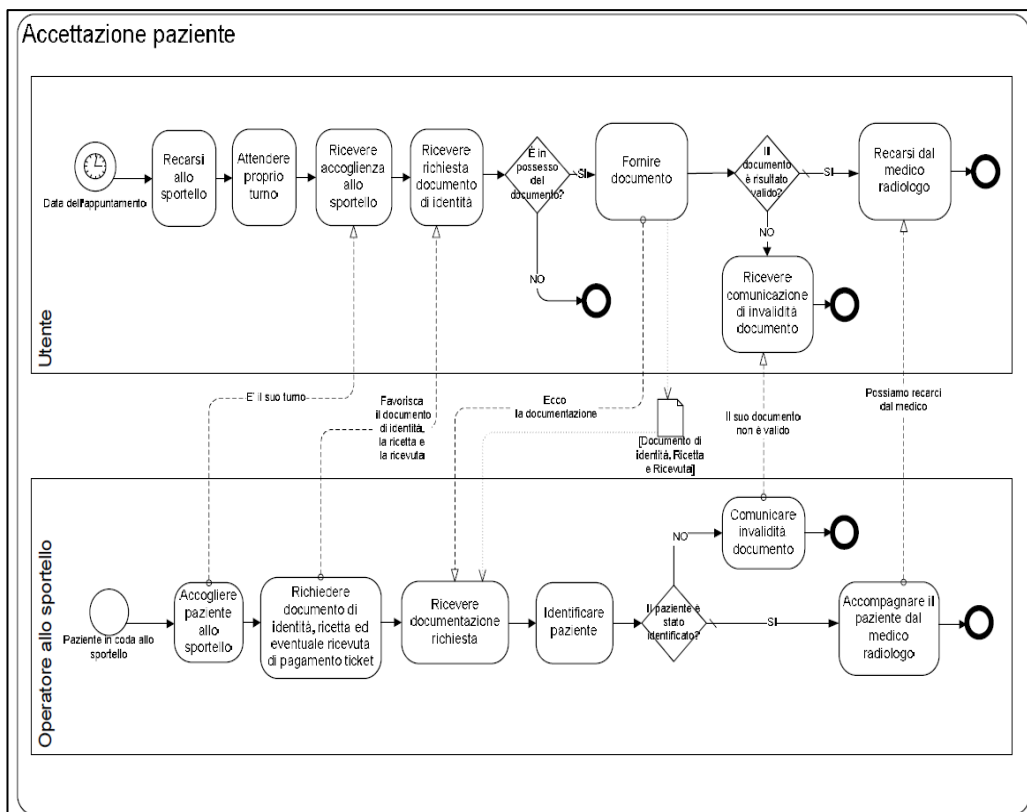 Accettazione paziente
Utente
Data dell'appuntamento
Recarsi
allo
sportello
Attendere
proprio
turno
Ricevere
accoglienza
allo
sportello
Ricevere
richiesta
documento
di identità
È in
possesso
del
documento?
SI
NO
Fornire
documento
Il
documento
è risultato
valido?
SI
NO
Recarsi dal
medico
radiologo
Ricevere
comunicazione
di invalidità
documento
E' il suo turno
Favorisca
il documento
di identità,
la ricetta e
la ricevuta
Ecco
la documentazione
[Documento di
identità, Ricetta
e Ricevuta]
Il suo documento
non è valido
Possiamo recarci
dal medico
Operatore allo sportello
Paziente in coda allo
sportello
Accogliere
paziente
allo
sportello
Richiedere
documento di
identità, ricetta ed
eventuale ricevuta
di pagamento ticket
Ricevere
documentazione
richiesta
Identificare
paziente
Il paziente è
stato
identificato?
NO
SI
Comunicare
invalidità
documento
Accompagnare il
paziente dal
medico
radiologo